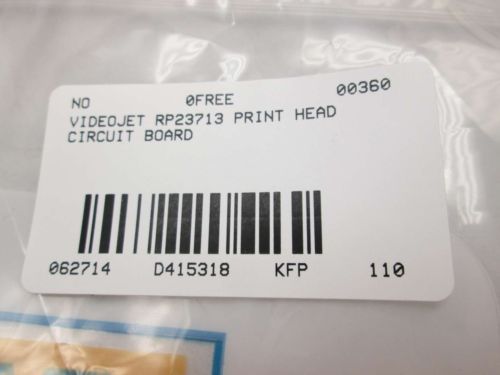 NO 0FREE 00360
VIDEOJET RP23713 PRINT HEAD
CIRCUIT BOARD
062714 D415318 KFP 110